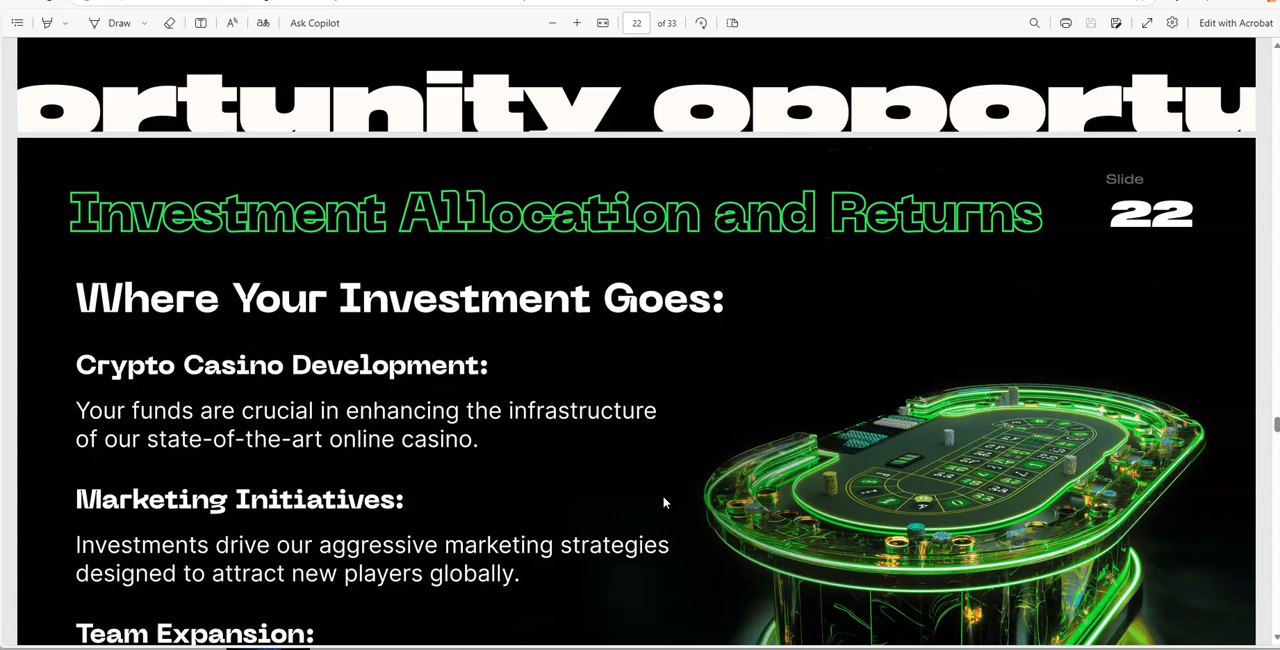 Draw
Ask Copilot
22 of 33
Edit with Acrobat
ortunity opportu
Slide
Investment Allocation and Returns
22
Where Your Investment Goes:
Crypto Casino Development:
Your funds are crucial in enhancing the infrastructure
of our state-of-the-art online casino.
Marketing Initiatives:
Investments drive our aggressive marketing strategies
designed to attract new players globally.
Team Expansion: